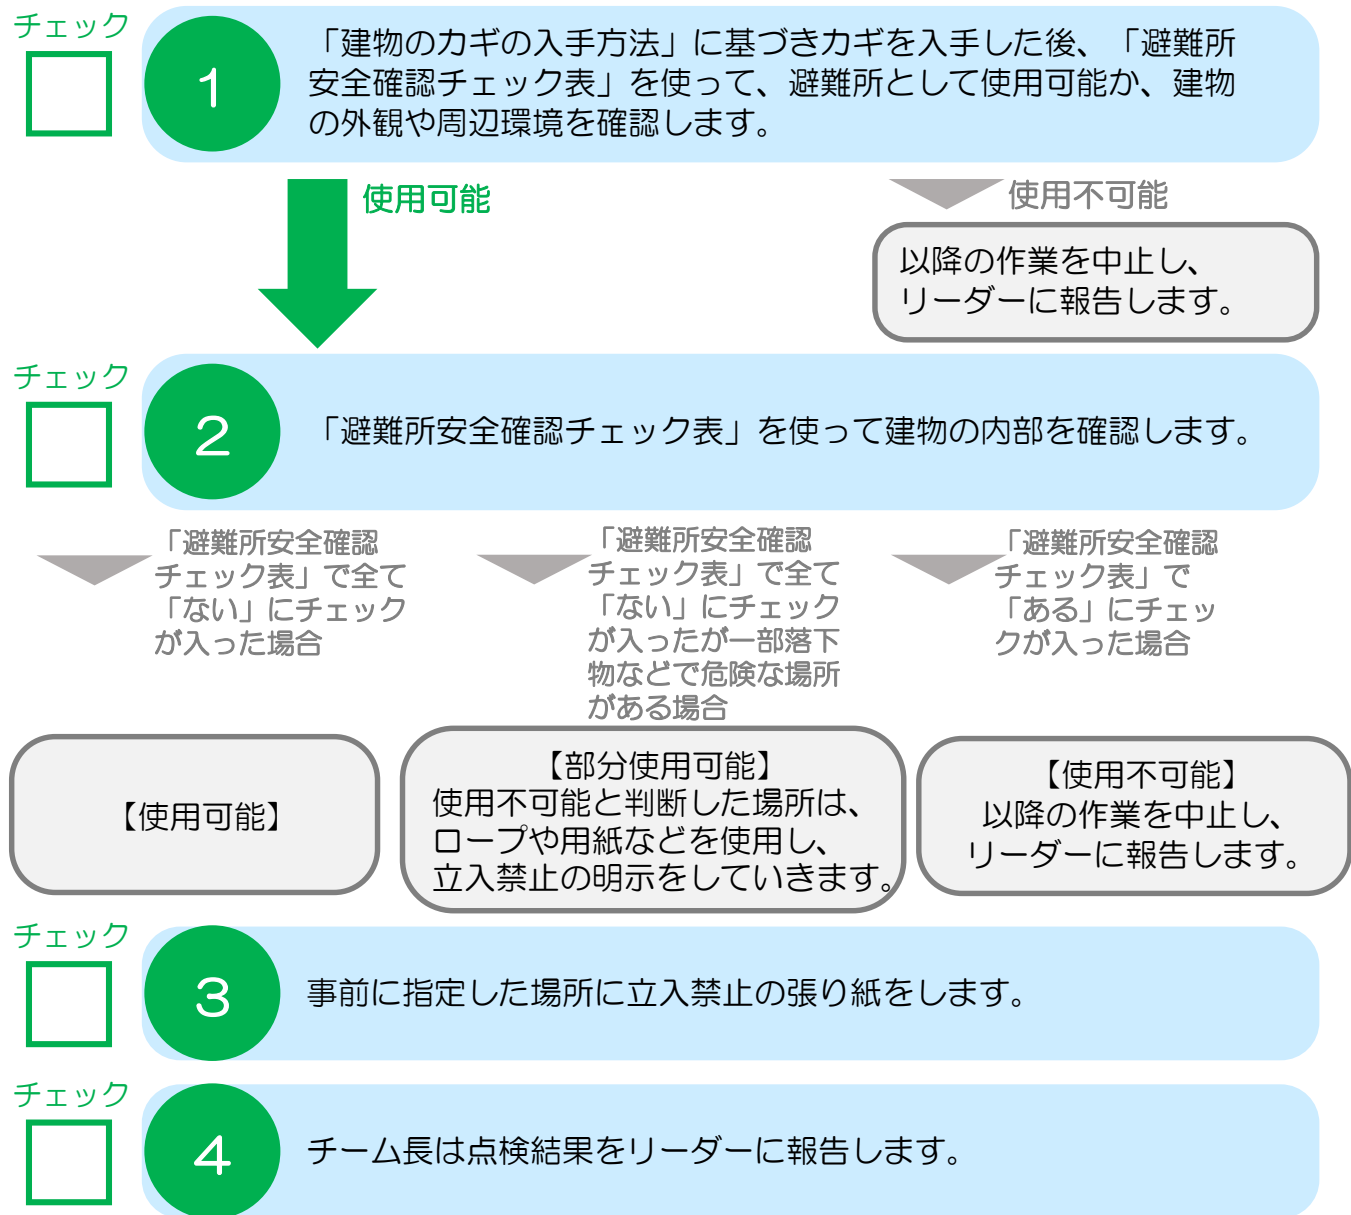 チェック
1
「建物のカギの入手方法」に基づきカギを入手した後、「避難所
安全確認チェック表」を使って、避難所として使用可能か、建物
の外観や周辺環境を確認します。
使用可能
使用不可能
以降の作業を中止し、
リーダーに報告します。
チェック
2
「避難所安全確認チェック表」を使って建物の内部を確認します。
「避難所安全確認
チェック表」で全て
「ない」にチェック
が入った場合
「避難所安全確認
チェック表」で全て
「ない」にチェック
が入ったが一部落下
物などで危険な場所
がある場合
「避難所安全確認
チェック表」で
「ある」にチェッ
クが入った場合
【使用可能】
【部分使用可能】
使用不可能と判断した場所は、
ロープや用紙などを使用し、
立入禁止の明示をしていきます。
【使用不可能】
以降の作業を中止し、
リーダーに報告します。
チェック
3
事前に指定した場所に立入禁止の張り紙をします。
チェック
4
チーム長は点検結果をリーダーに報告します。